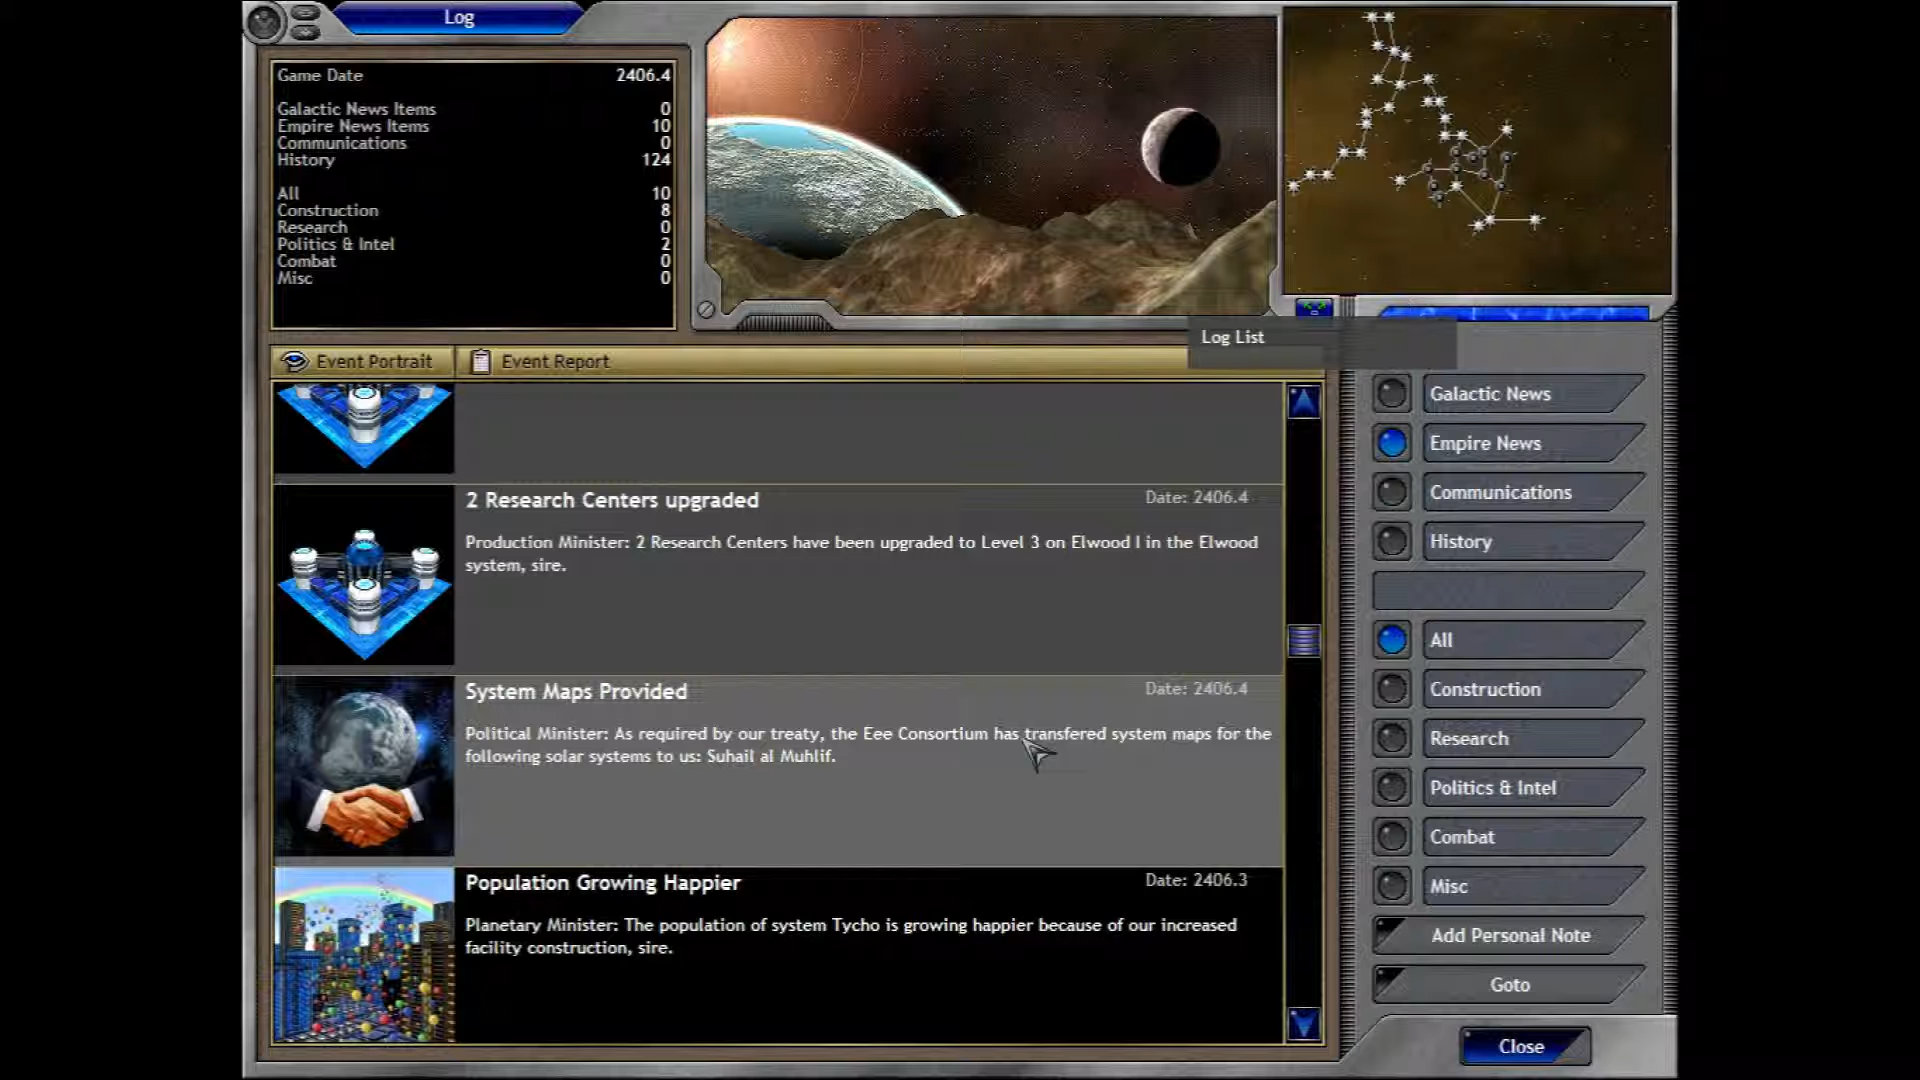 Log
Game Date 2406.4
Galactic News Items 0
Empire News Items 10
Communications 0
History 124
All 10
Construction 8
Research 0
Politics & Intel 2
Combat 0
Misc 0
Log List
Event Portrait Event Report
2 Research Centers upgraded Date: 2406.4
Production Minister: 2 Research Centers have been upgraded to Level 3 on Elwood I in the Elwood
system, sire.
System Maps Provided Date: 2406.4
Political Minister: As required by our treaty, the Eee Consortium has transfered system maps for the
following solar systems to us: Suhail al Muhlif.
Population Growing Happier Date: 2406.3
Planetary Minister: The population of system Tycho is growing happier because of our increased
facility construction, sire.
Galactic News
Empire News
Communications
History
All
Construction
Research
Politics & Intel
Combat
Misc
Add Personal Note
Goto
Close